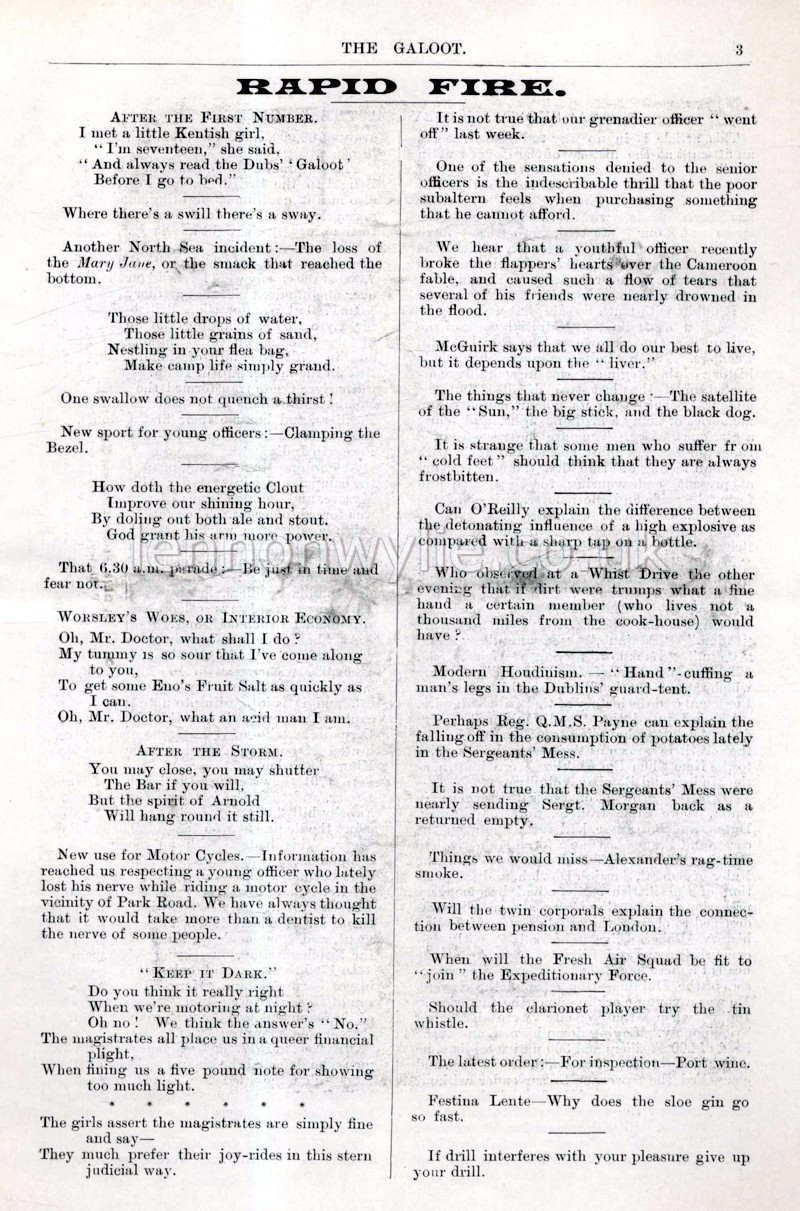 THE GALOOT. 3
RAPID FIRE.
AFTER THE FIRST NUMBER.
I met a little Kentish girl,
" I'm seventeen," she said,
" And always read the Dubs' ' Galoot '
Before I go to bed."
Where there's a swill there's a sway.
Another North Sea incident:—The loss of
the Mary Jane, or the smack that reached the
bottom.
Those little drops of water,
Those little grains of sand,
Nestling in your flea bag,
Make camp life simply grand.
One swallow does not quench a thirst !
New sport for young officers:—Clamping the
Bezel.
How doth the energetic Clout
Improve our shining hour,
By doling out both ale and stout.
God grant his arm more power.
That 6.30 a.m. parade:—Be just in time and
fear not.
WORSLEY'S WOES, OR INTERIOR ECONOMY.
Oh, Mr. Doctor, what shall I do ?
My tummy is so sour that I've come along
to you,
To get some Eno's Fruit Salt as quickly as
I can.
Oh, Mr. Doctor, what an acid man I am.
AFTER THE STORM.
You may close, you may shutter
The Bar if you will,
But the spirit of Arnold
Will hang round it still.
New use for Motor Cycles.—Information has
reached us respecting a young officer who lately
lost his nerve while riding a motor cycle in the
vicinity of Park Road. We have always thought
that it would take more than a dentist to kill
the nerve of some people.
" KEEP IT DARK."
Do you think it really right
When we're motoring at night ?
Oh no ! We think the answer's " No."
The magistrates all place us in a queer financial
plight,
When fining us a five pound note for showing
too much light.
* * * * * *
The girls assert the magistrates are simply fine
and say—
They much prefer their joy-rides in this stern
judicial way.
It is not true that our grenadier officer " went
off " last week.
One of the sensations denied to the senior
officers is the indescribable thrill that the poor
subaltern feels when purchasing something
that he cannot afford.
We hear that a youthful officer recently
broke the flappers' hearts over the Cameroon
fable, and caused such a flow of tears that
several of his friends were nearly drowned in
the flood.
McGuirk says that we all do our best to live,
but it depends upon the " liver."
The things that never change :—The satellite
of the " Sun," the big stick, and the black dog.
It is strange that some men who suffer from
" cold feet " should think that they are always
frostbitten.
Can O'Reilly explain the difference between
the detonating influence of a high explosive as
compared with a sharp tap on a bottle.
Who observed at a Whist Drive the other
evening that if dirt were trumps what a fine
hand a certain member (who lives not a
thousand miles from the cook-house) would
have ?
Modern Houdinism. — " Hand "-cuffing a
man's legs in the Dublins' guard-tent.
Perhaps Reg. Q.M.S. Payne can explain the
falling off in the consumption of potatoes lately
in the Sergeants' Mess.
It is not true that the Sergeants' Mess were
nearly sending Sergt. Morgan back as a
returned empty.
Things we would miss—Alexander's rag-time
smoke.
Will the twin corporals explain the connec-
tion between pension and London.
When will the Fresh Air Squad be fit to
" join " the Expeditionary Force.
Should the clarionet player try the tin
whistle.
The latest order:—For inspection—Port wine.
Festina Lente—Why does the sloe gin go
so fast.
If drill interferes with your pleasure give up
your drill.
lennonwylie.co.uk